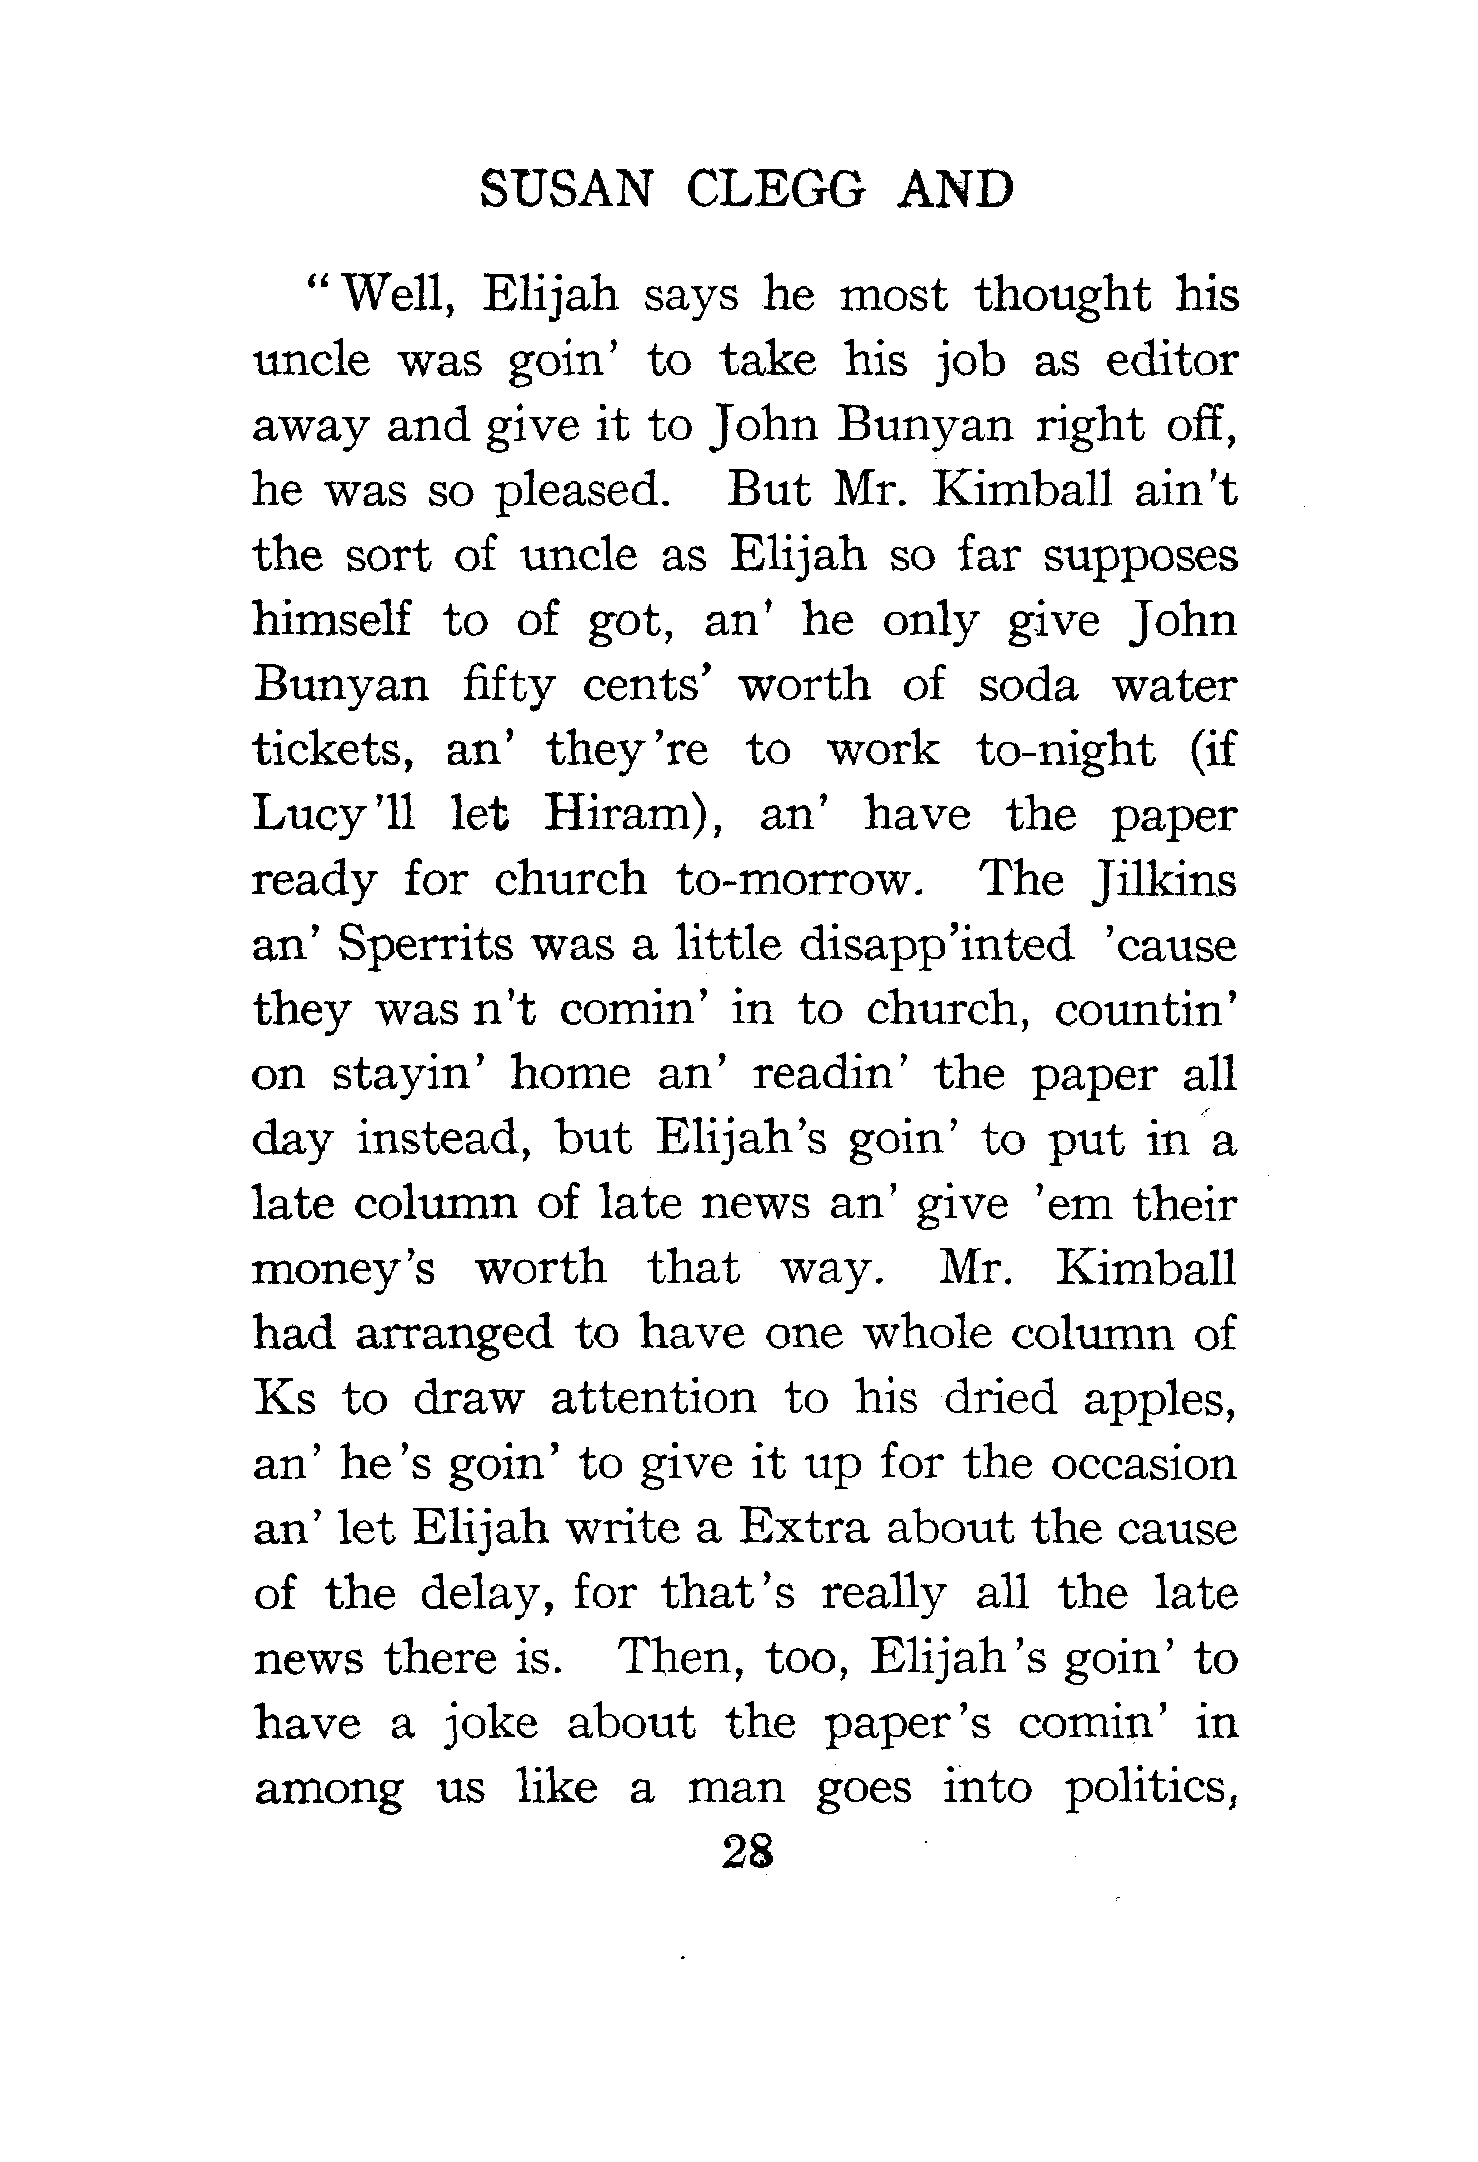 SUSAN CLEGG AND
“Well, Elijah says he most thought his
uncle was goin’ to take his job as editor
away and give it to John Bunyan right off,
he was so pleased. But Mr. Kimball ain’t
the sort of uncle as Elijah so far supposes
himself to of got, an’ he only give John
Bunyan fifty cents’ worth of soda water
tickets, an’ they ’re to work to-night (if
Lucy ’ll let Hiram), an’ have the paper
ready for church to-morrow. The Jilkins
an’ Sperrits was a little disapp’inted ’cause
they was n’t comin’ in to church, countin’
on stayin’ home an’ readin’ the paper all
day instead, but Elijah’s goin’ to put in a
late column of late news an’ give ’em their
money’s worth that way. Mr. Kimball
had arranged to have one whole column of
Ks to draw attention to his dried apples,
an’ he ’s goin’ to give it up for the occasion
an’ let Elijah write a Extra about the cause
of the delay, for that ’s really all the late
news there is. Then, too, Elijah ’s goin’ to
have a joke about the paper ’s comin’ in
among us like a man goes into politics,
28